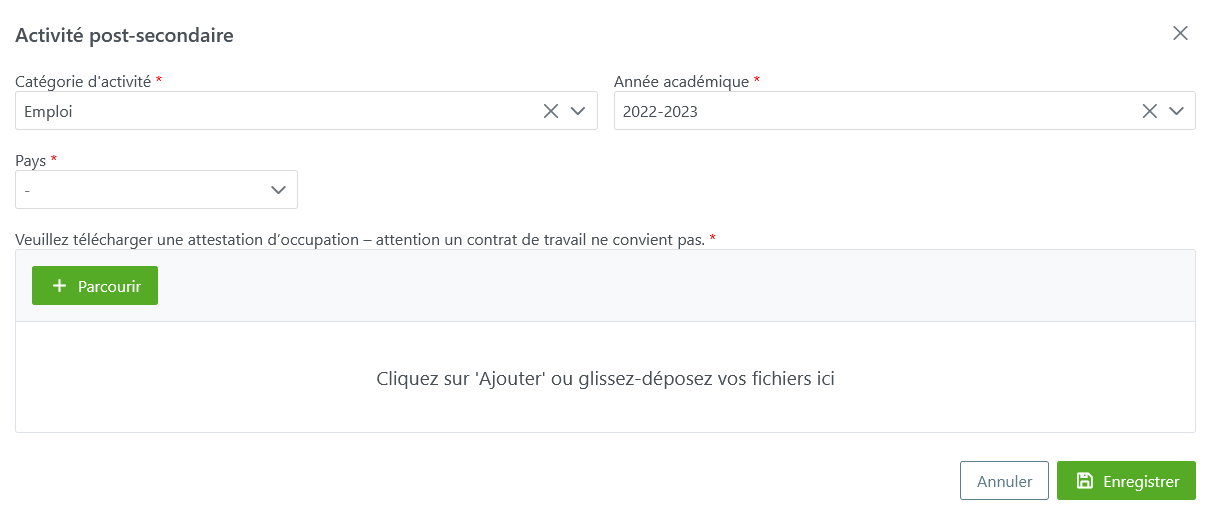 Activité post-secondaire
Catégorie d'activité *
Année académique *
Emploi
2022-2023
Pays *
-
Veuillez télécharger une attestation d’occupation – attention un contrat de travail ne convient pas. *
Parcourir
Cliquez sur 'Ajouter' ou glissez-déposez vos fichiers ici
Annuler
Enregistrer